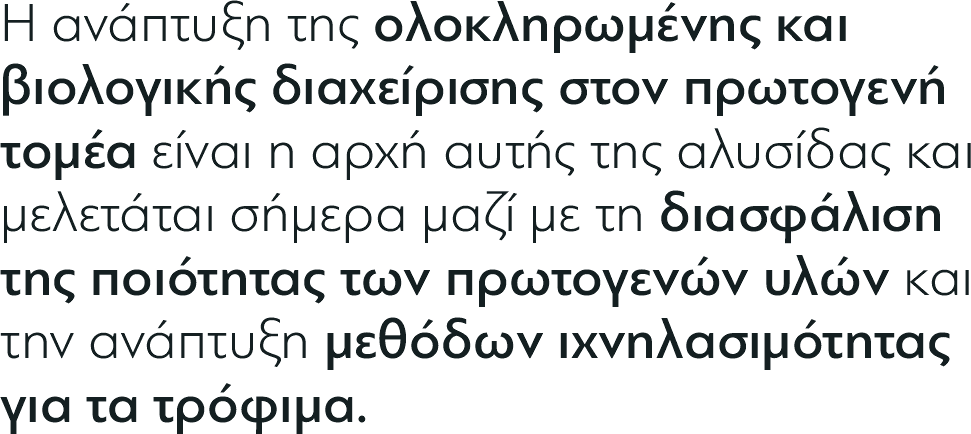 Η ανάπτυξη της ολοκληρωμένης και
βιολογικής διαχείρισης στον πρωτογενή
τομέα είναι η αρχή αυτής της αλυσίδας και
μελετάται σήμερα μαζί με τη διασφάλιση
της ποιότητας των πρωτογενών υλών και
την ανάπτυξη μεθόδων ιχνηλασιμότητας
για τα τρόφιμα.